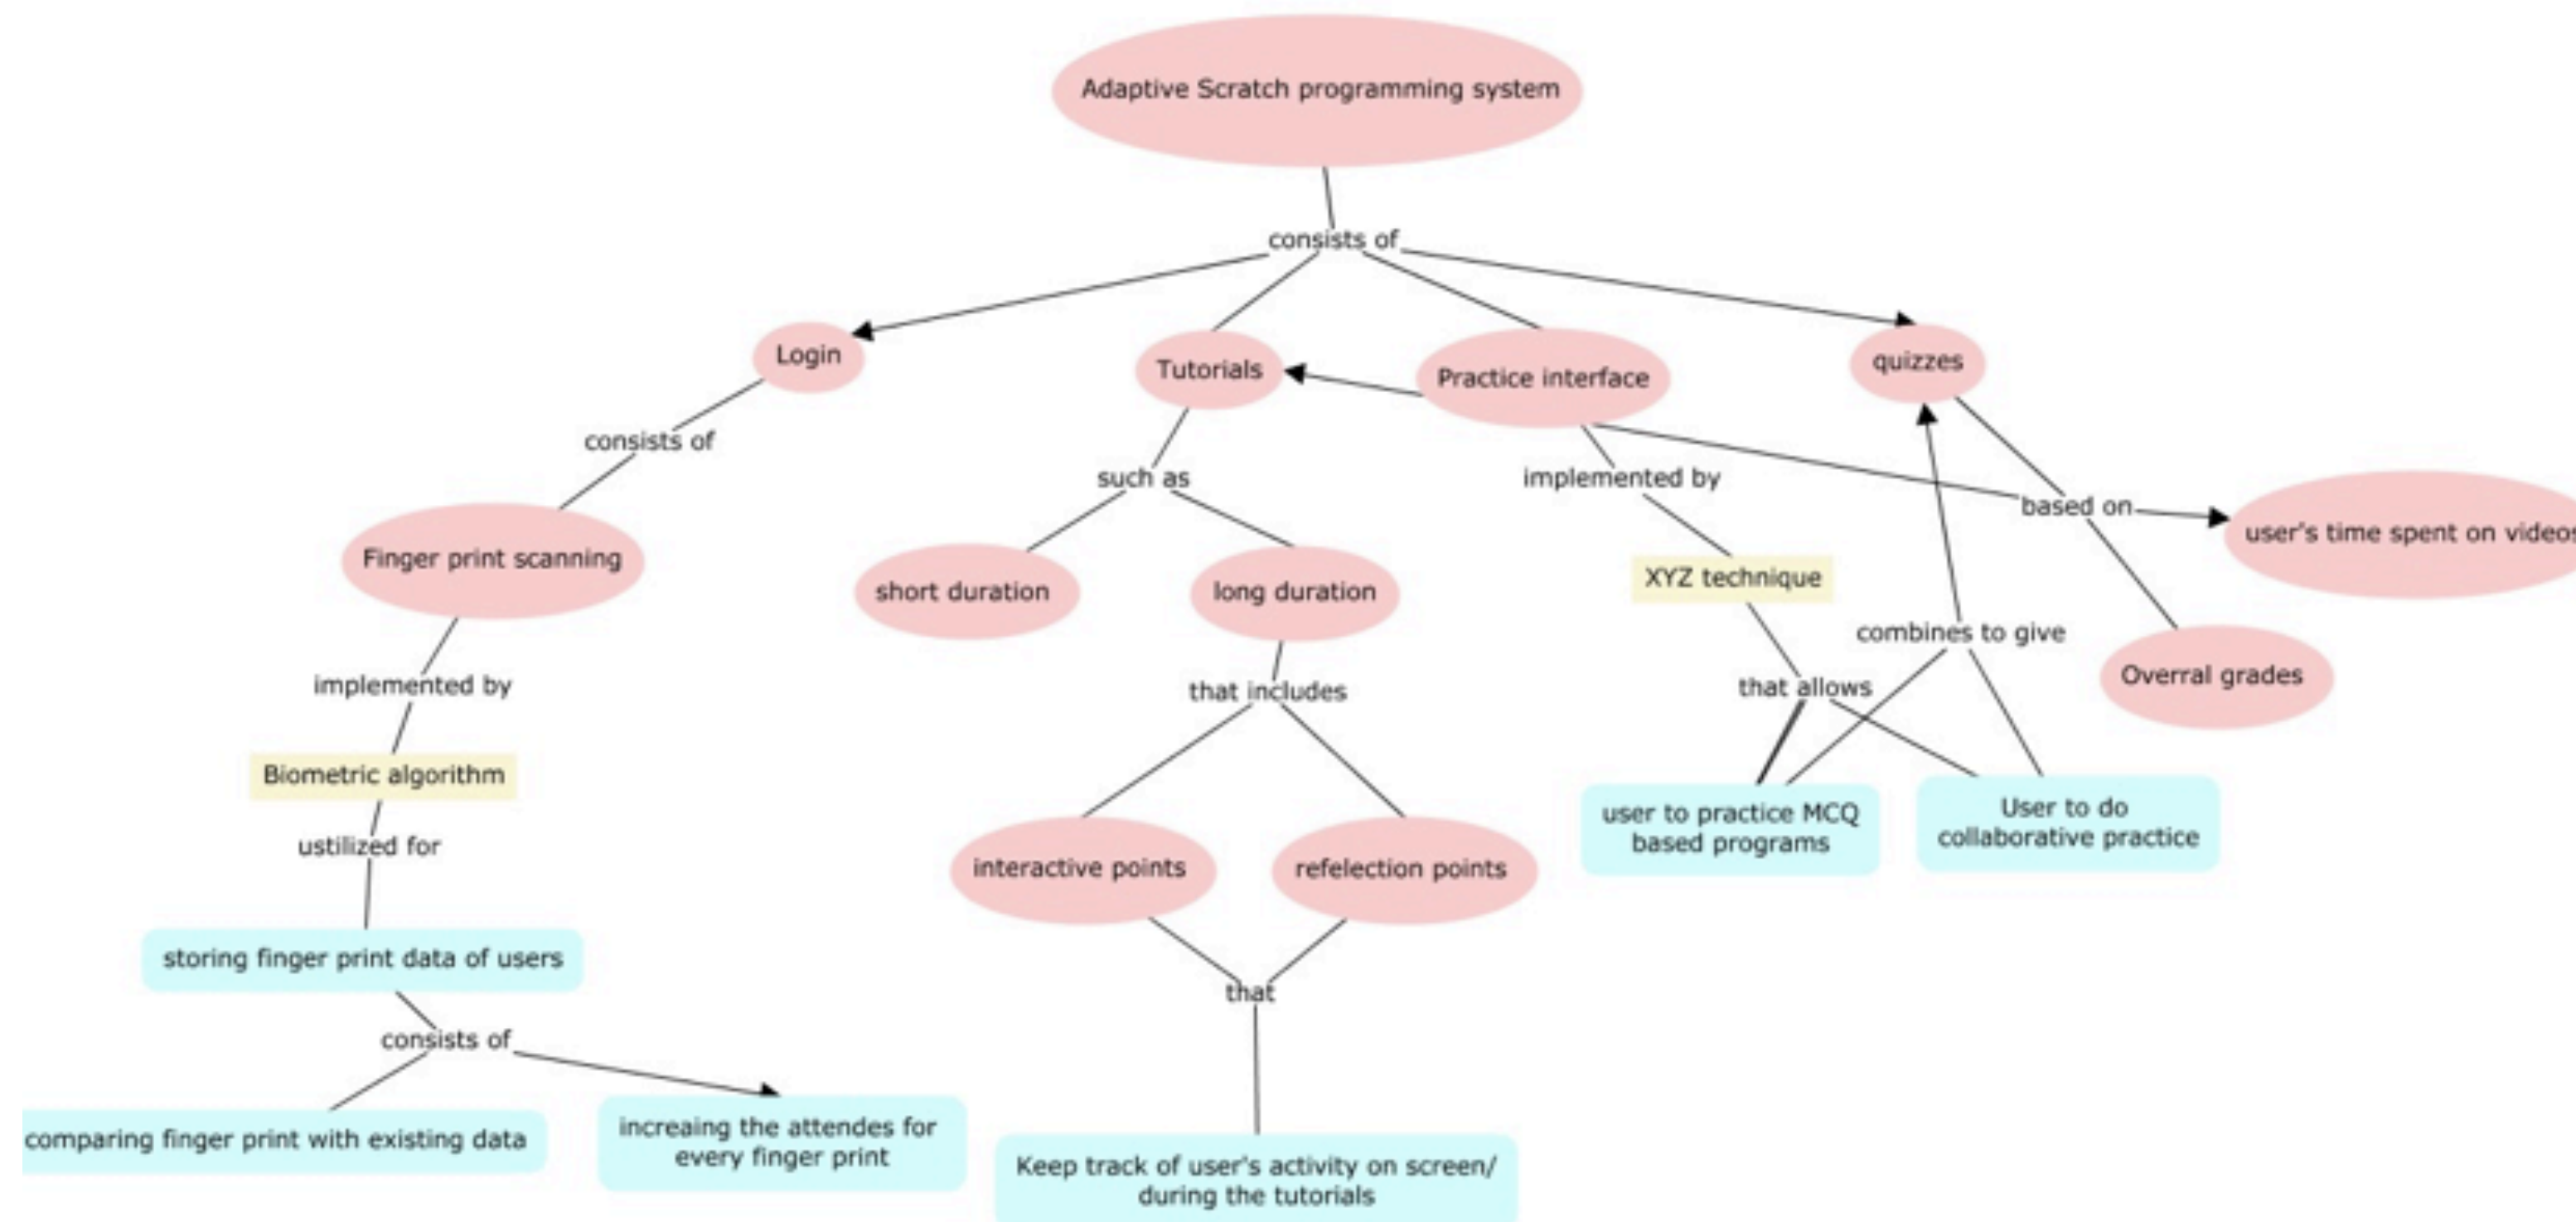 Adaptive Scratch programming system
consists of
Login
Tutorials
Practice interface
quizzes
consists of
such as
implemented by
based on
user's time spent on videos
Finger print scanning
short duration
long duration
XYZ technique
combines to give
Overral grades
implemented by
that includes
that allows
Biometric algorithm
user to practice MCQ
based programs
User to do
collaborative practice
ustilized for
interactive points
refelection points
storing finger print data of users
that
consists of
comparing finger print with existing data
increaing the attendes for
every finger print
Keep track of user's activity on screen/
during the tutorials